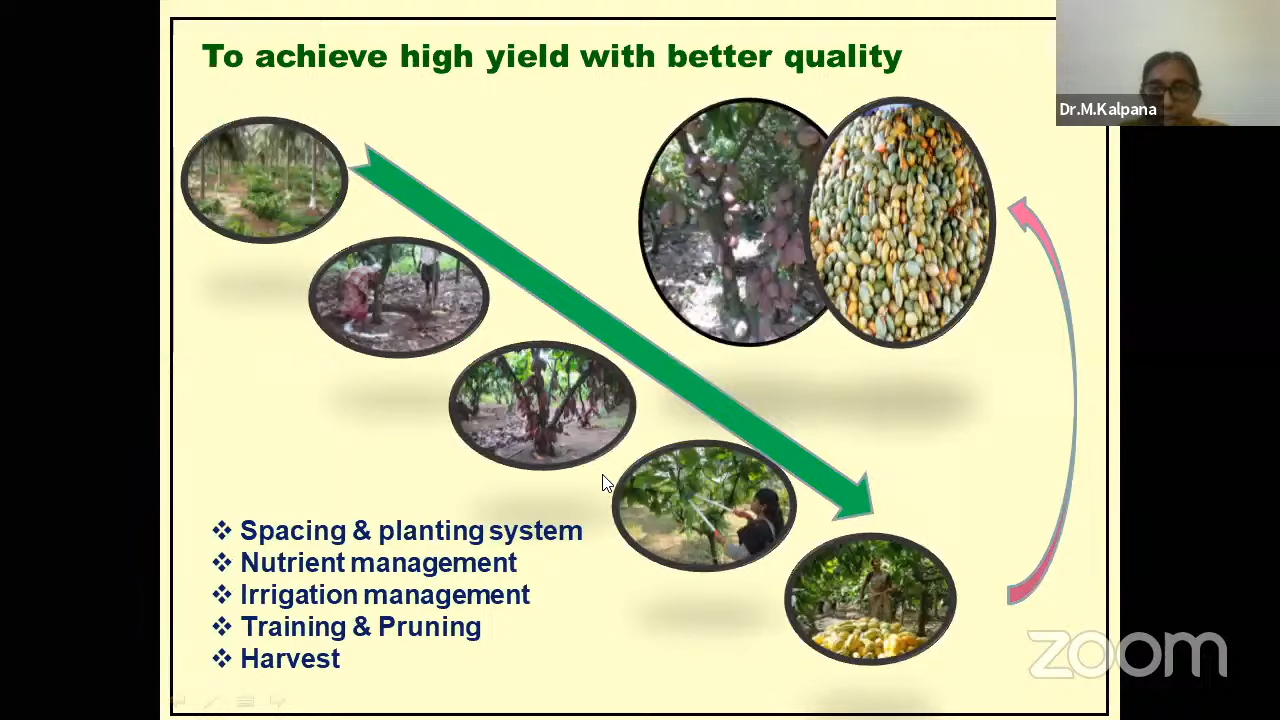 To achieve high yield with better quality
Dr.M.Kalpana
❖ Spacing & planting system
❖ Nutrient management
❖ Irrigation management
❖ Training & Pruning
❖ Harvest
zoom